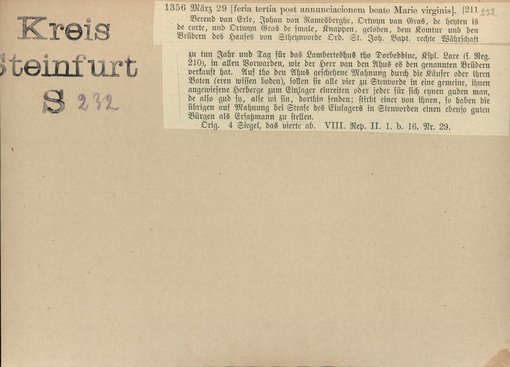 Kreis
Steinfurt
S 232
1356 März 29 [feria tertia post annunciacionem beate Marie virginis]. [211 232
Berend van Erle, Johan van Ramesberghe, Ortwyn van Gras, de heyten is
de corte, und Ortwyn Gras de smale, Knappen, geloben, dem Komtur und den
Brüdern des Hauses von Stheynvorde Ord. St. Joh. Bapt. rechte Währschaft
zu tun Jahr und Tag für das Lamberteshus tho Dorbeddinc, Kspl. Lare (s. Reg.
210), in allen Vorwarden, wie der Herr van den Ahus es den genannten Brüdern
verkauft hat. Auf tho den Ahus geschehene Mahnung durch die Käufer oder ihren
Boten (eren wissen boden), sollen sie alle vier zu Stenvorde in eine gemeine, ihnen
angewiesene Herberge zum Einlager einreiten oder jeder für sich eynen guden man,
de also gud sy, alse wi sin, dorthin senden; stirbt einer von ihnen, so haben die
übrigen auf Mahnung bei Strafe des Einlagers in Stenvorden einen ebenso guten
Bürgen als Ersatzmann zu stellen.
Orig. 4 Siegel, das vierte ab. VIII. Rep. II. 1. b. 16. Nr. 29.